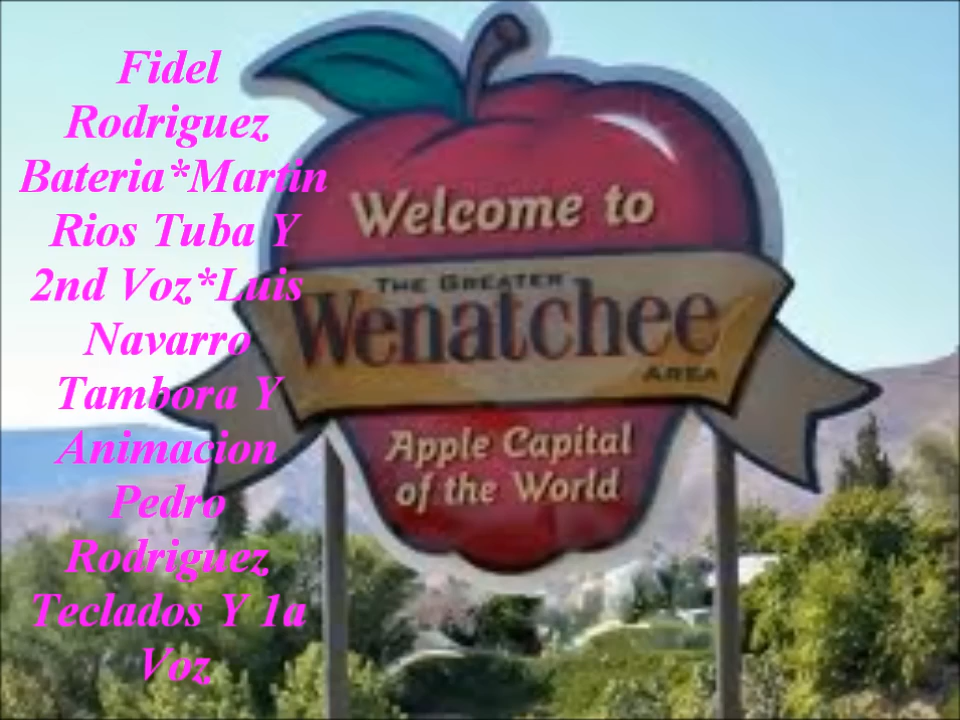 Fidel
Rodriguez
Bateria*Martin
Rios Tuba Y
2nd Voz*Luis
Navarro
Tambora Y
Animacion
Pedro
Rodriguez
Teclados Y 1a
Voz
Welcome to
THE GREATER
Wenatchee
AREA
Apple Capital
of the World